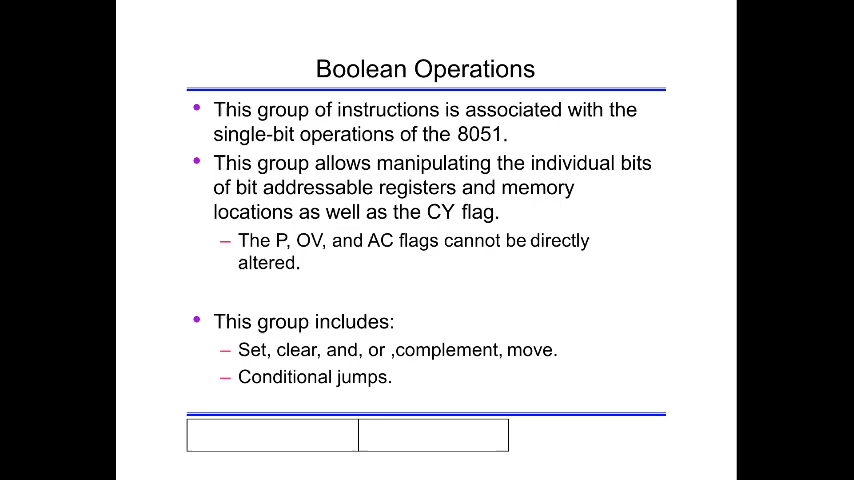 Boolean Operations
• This group of instructions is associated with the
single-bit operations of the 8051.
• This group allows manipulating the individual bits
of bit addressable registers and memory
locations as well as the CY flag.
– The P, OV, and AC flags cannot be directly
altered.
• This group includes:
– Set, clear, and, or ,complement, move.
– Conditional jumps.